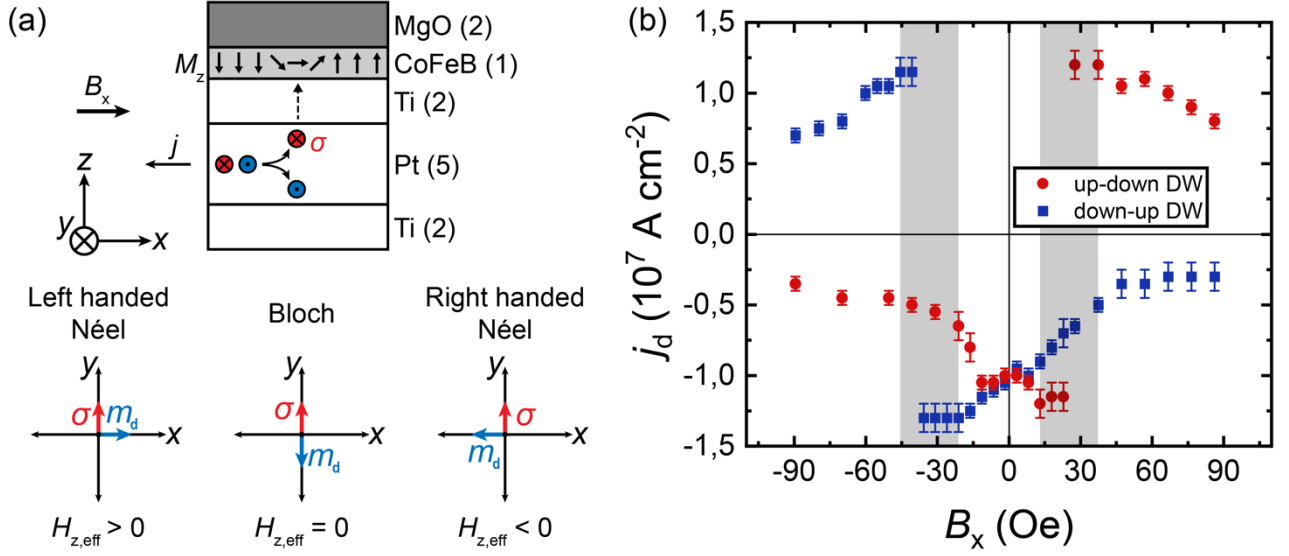 (a)
MgO (2)
M_z
CoFeB (1)
B_x
Ti (2)
j
σ
Pt (5)
z
y
x
Ti (2)
Left handed
Néel
Bloch
Right handed
Néel
y
σ
m_d
x
y
σ
m_d
x
y
σ
m_d
x
H_z,eff > 0
H_z,eff = 0
H_z,eff < 0
(b)
j_d (10^7 A cm^-2)
1,5
1,0
0,5
0,0
-0,5
-1,0
-1,5
up-down DW
down-up DW
-90 -60 -30 0 30 60 90
B_x (Oe)